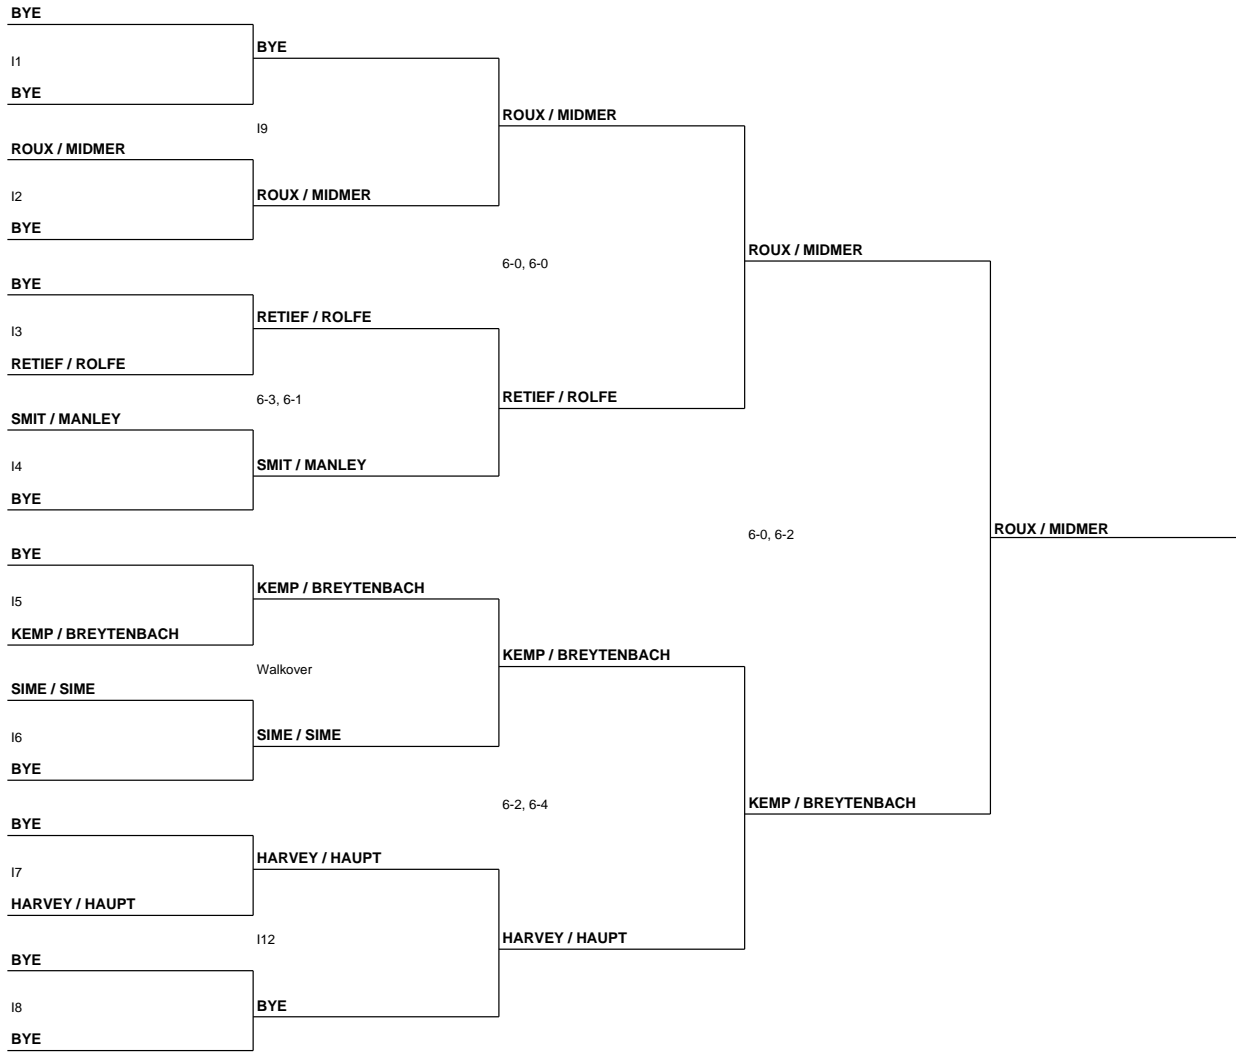 BYE
I1
BYE
ROUX / MIDMER
I2
BYE
BYE
I3
RETIEF / ROLFE
SMIT / MANLEY
I4
BYE
BYE
I5
KEMP / BREYTENBACH
SIME / SIME
I6
BYE
BYE
I7
HARVEY / HAUPT
BYE
I8
BYE
BYE
I9
ROUX / MIDMER
RETIEF / ROLFE
6-3, 6-1
SMIT / MANLEY
KEMP / BREYTENBACH
Walkover
SIME / SIME
HARVEY / HAUPT
I12
BYE
ROUX / MIDMER
6-0, 6-0
RETIEF / ROLFE
KEMP / BREYTENBACH
6-2, 6-4
HARVEY / HAUPT
ROUX / MIDMER
6-0, 6-2
KEMP / BREYTENBACH
ROUX / MIDMER